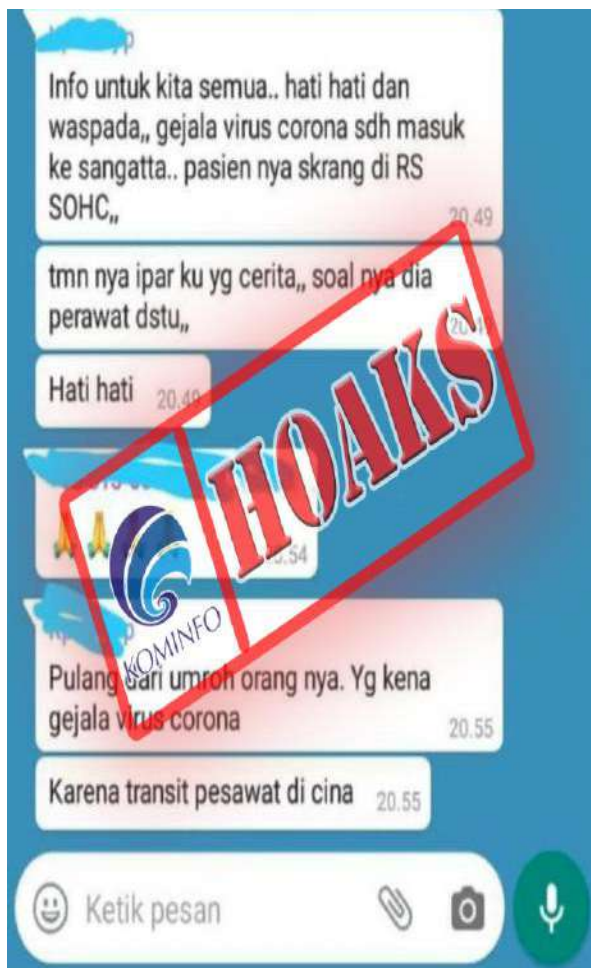 Info untuk kita semua.. hati hati dan
waspada,, gejala virus corona sdh masuk
ke sangatta.. pasien nya skrang di RS
SOHC,,
20.49
tmn nya ipar ku yg cerita,, soal nya dia
perawat dstu,,
Hati hati
20.49
HOAKS
KOMINFO
Pulang dari umroh orang nya. Yg kena
gejala virus corona
20.55
Karena transit pesawat di cina
20.55
Ketik pesan